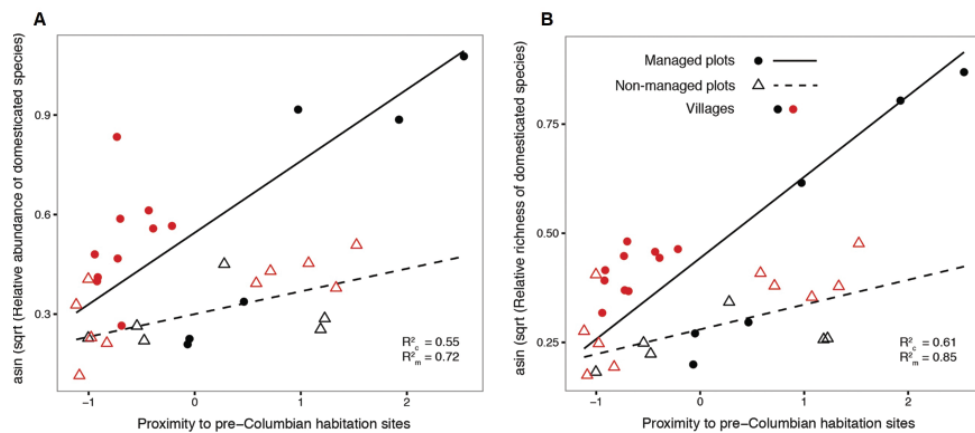 A
asin (sqrt (Relative abundance of domesticated species)
0.9
0.6
0.3
R²c = 0.55
R²m = 0.72
−1
0
1
2
Proximity to pre−Columbian habitation sites
B
asin (sqrt (Relative richness of domesticated species)
Managed plots
Non-managed plots
Villages
0.75
0.50
0.25
R²c = 0.61
R²m = 0.85
−1
0
1
2
Proximity to pre−Columbian habitation sites